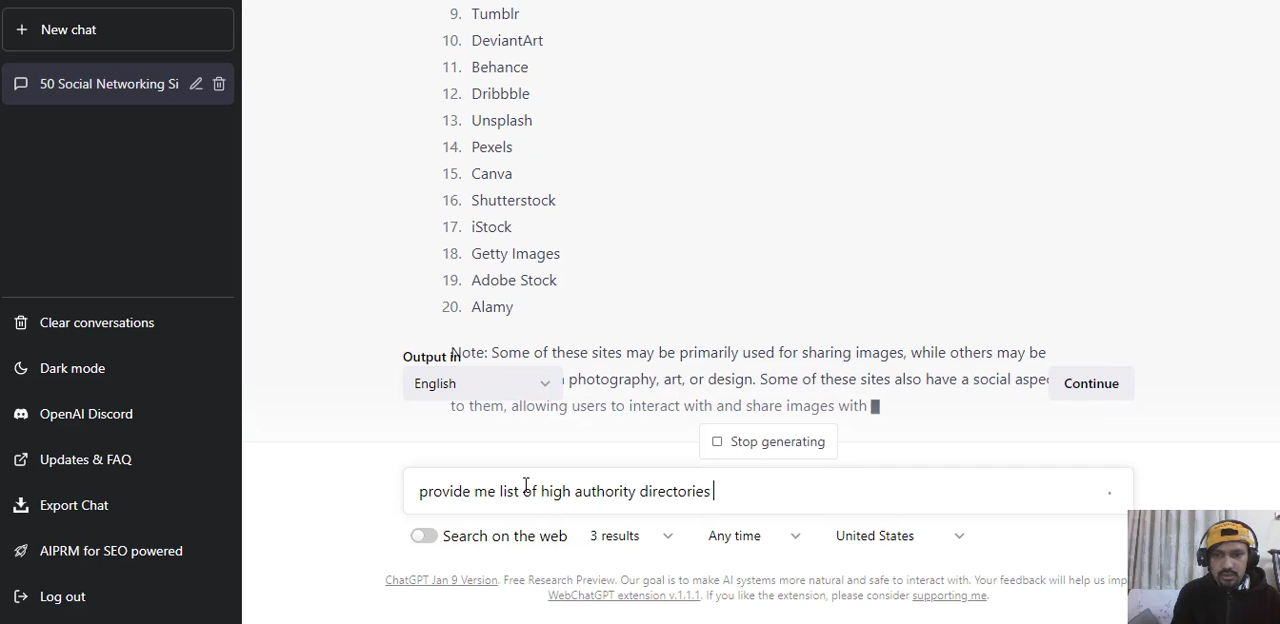 New chat
50 Social Networking Si
Clear conversations
Dark mode
OpenAI Discord
Updates & FAQ
Export Chat
AIPRM for SEO powered
Log out
9. Tumblr
10. DeviantArt
11. Behance
12. Dribbble
13. Unsplash
14. Pexels
15. Canva
16. Shutterstock
17. iStock
18. Getty Images
19. Adobe Stock
20. Alamy
Note: Some of these sites may be primarily used for sharing images, while others may be
photography, art, or design. Some of these sites also have a social aspec
to them, allowing users to interact with and share images with
Output in
English
Continue
Stop generating
provide me list of high authority directories
Search on the web 3 results Any time United States
ChatGPT Jan 9 Version. Free Research Preview. Our goal is to make AI systems more natural and safe to interact with. Your feedback will help us imp
WebChatGPT extension v.1.1.1. If you like the extension, please consider supporting me.